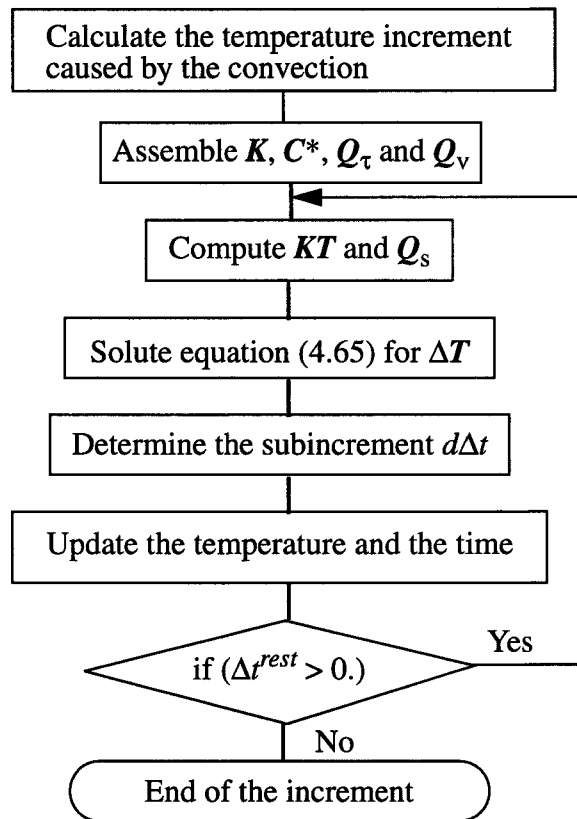 Calculate the temperature increment
caused by the convection
Assemble K, C*, Qτ and Qv
Compute KT and Qs
Solute equation (4.65) for ΔT
Determine the subincrement dΔt
Update the temperature and the time
if (Δt^rest > 0.)
Yes
No
End of the increment